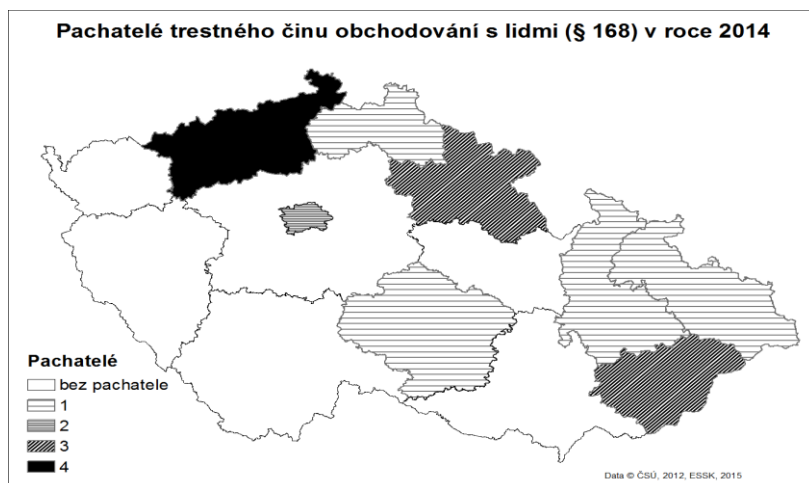 Pachatelé trestného činu obchodování s lidmi (§ 168) v roce 2014
Pachatelé
bez pachatele
1
2
3
4
Data © ČSÚ, 2012, ESSK, 2015